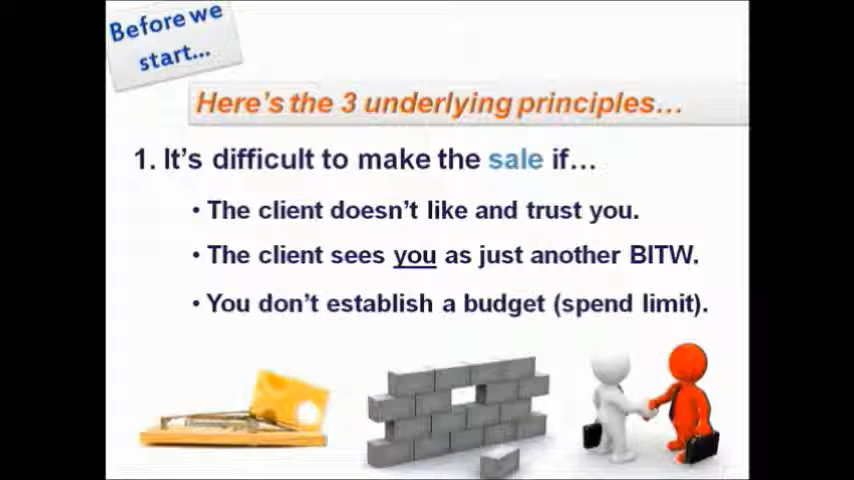 Before we
start...
Here's the 3 underlying principles...
1. It's difficult to make the sale if...
• The client doesn't like and trust you.
• The client sees you as just another BITW.
• You don't establish a budget (spend limit).